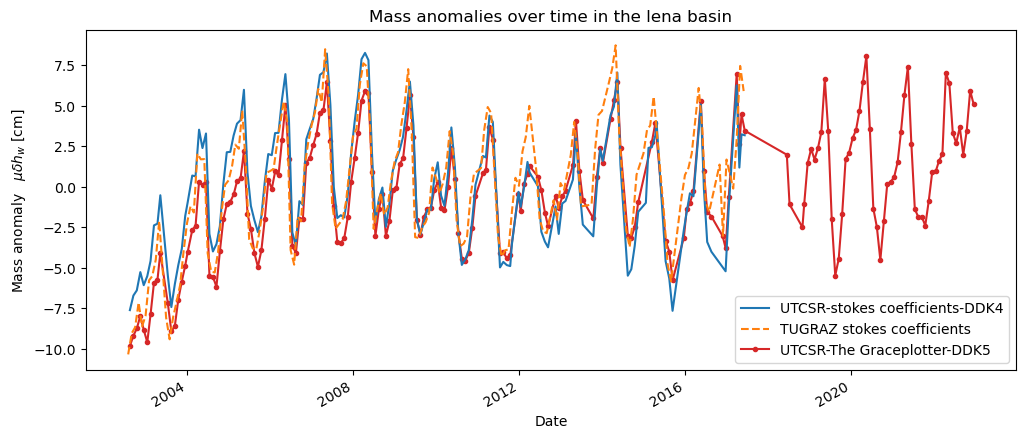 Mass anomalies over time in the lena basin
Mass anomaly μδh_w [cm]
7.5
5.0
2.5
0.0
−2.5
−5.0
−7.5
−10.0
UTCSR-stokes coefficients-DDK4
TUGRAZ stokes coefficients
UTCSR-The Graceplotter-DDK5
2004
2008
2012
2016
2020
Date